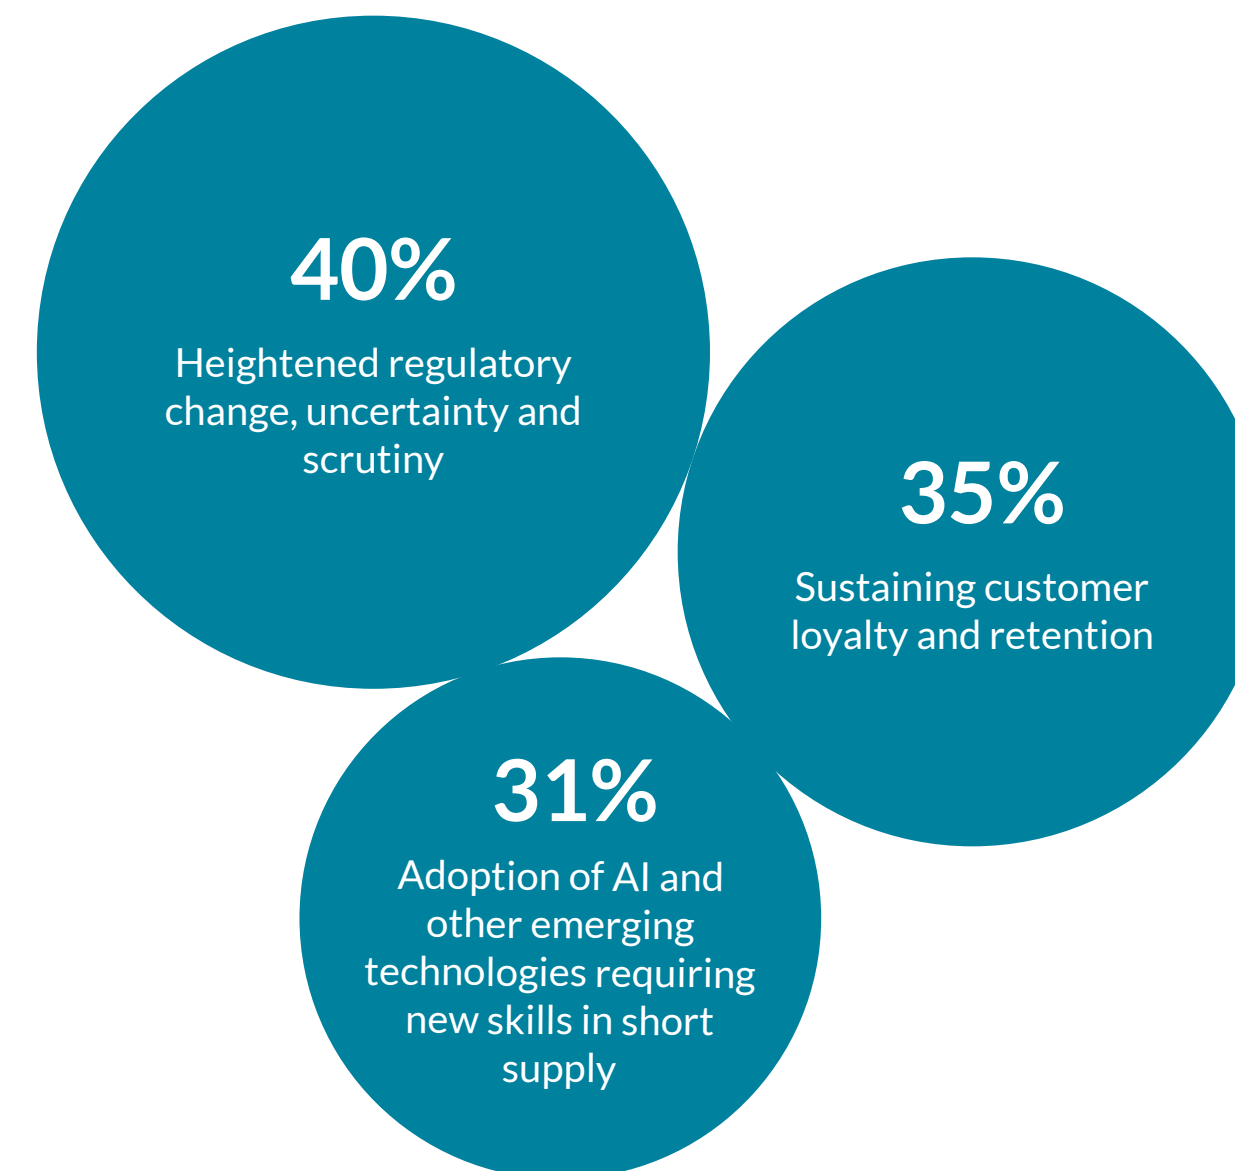 40%
Heightened regulatory
change, uncertainty and
scrutiny
35%
Sustaining customer
loyalty and retention
31%
Adoption of AI and
other emerging
technologies requiring
new skills in short
supply